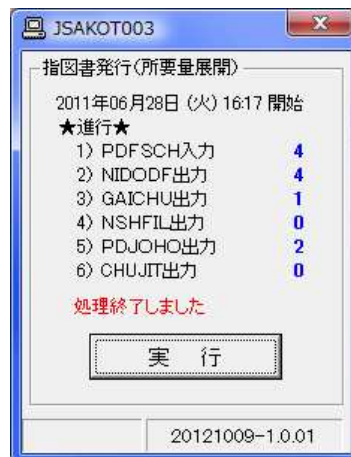 JSAKOT003
指図書発行(所要量展開)
2011年06月28日 (火) 16:17 開始
★進行★
1) PDFSCH入力 4
2) NIDODF出力 4
3) GAICHU出力 1
4) NSHFIL出力 0
5) PDJOHO出力 2
6) CHUJIT出力 0
処理終了しました
実 行
20121009-1.0.01